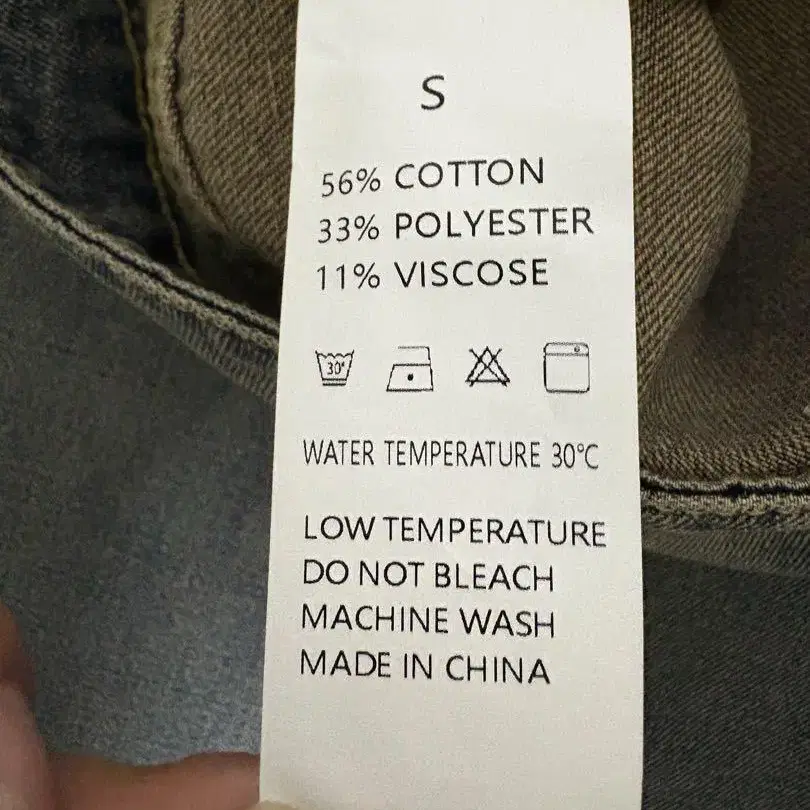 S
56% COTTON
33% POLYESTER
11% VISCOSE
30°
WATER TEMPERATURE 30°C
LOW TEMPERATURE
DO NOT BLEACH
MACHINE WASH
MADE IN CHINA